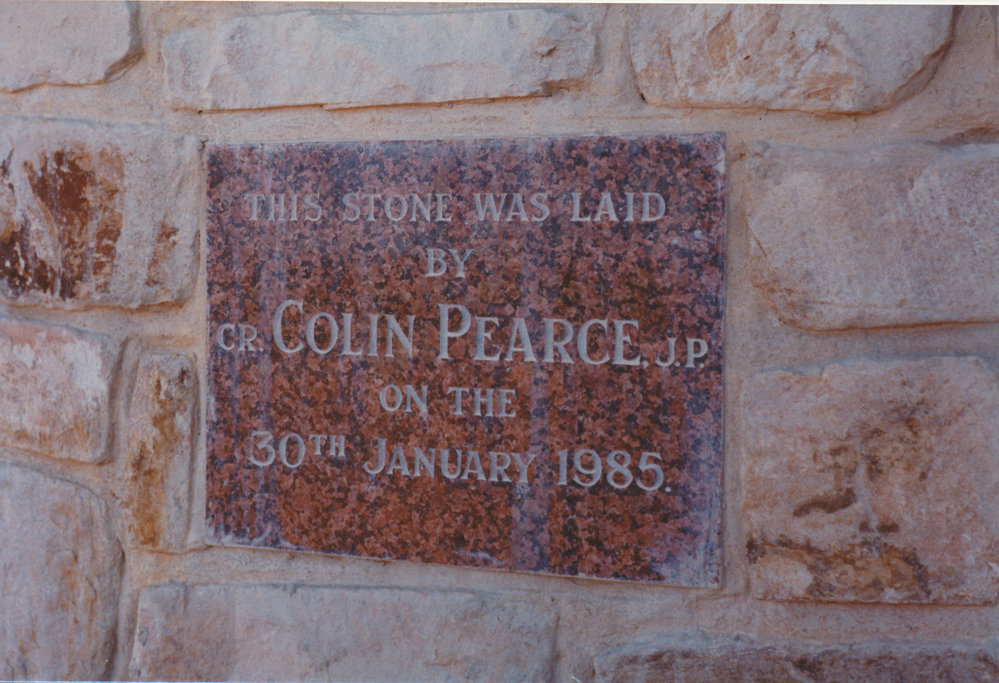 THIS STONE WAS LAID
BY
CR. COLIN PEARCE, J.P.
ON THE
30TH JANUARY 1985.